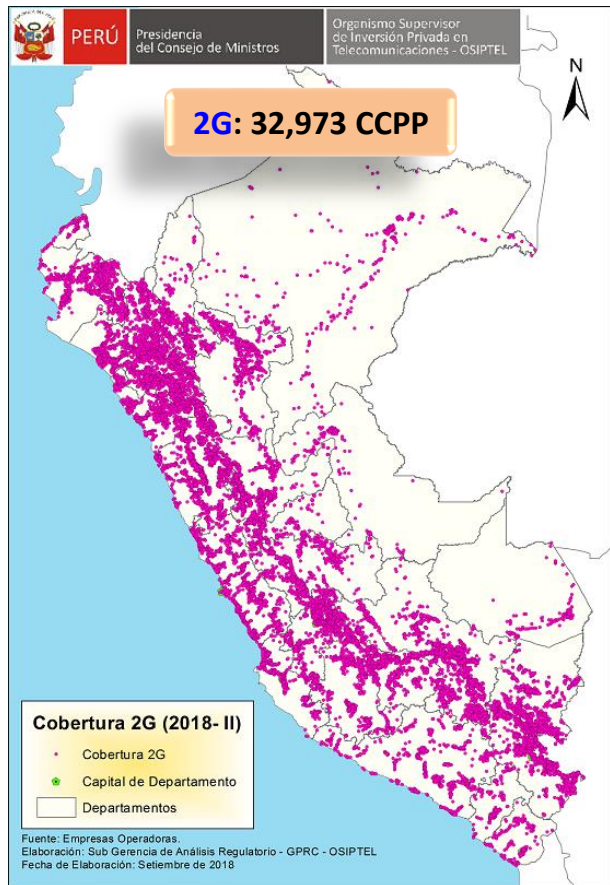 PERÚ
Presidencia
del Consejo de Ministros
Organismo Supervisor
de Inversión Privada en
Telecomunicaciones - OSIPTEL
N
2G: 32,973 CCPP
Cobertura 2G (2018- II)
Cobertura 2G
Capital de Departamento
Departamentos
Fuente: Empresas Operadoras.
Elaboración: Sub Gerencia de Análisis Regulatorio - GPRC - OSIPTEL
Fecha de Elaboración: Setiembre de 2018